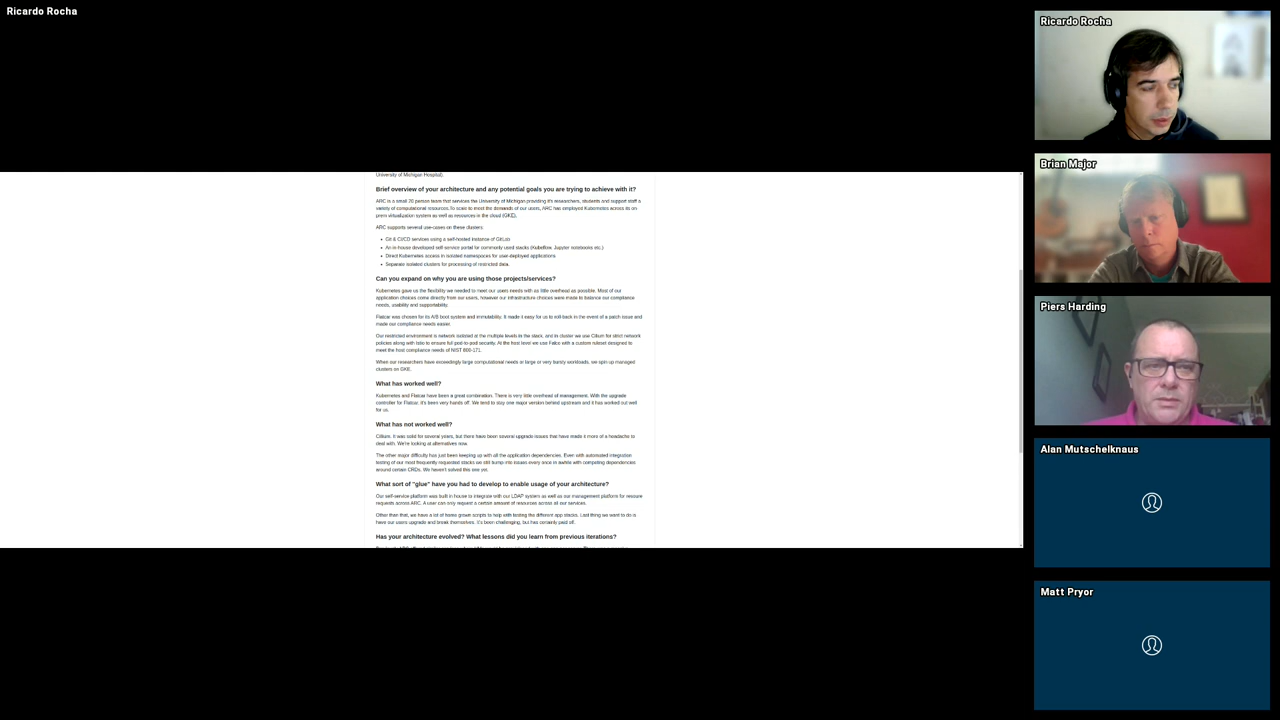 Ricardo Rocha
Ricardo Rocha
Brian Major
Piers Harding
Alan Mutschelknaus
Matt Pryor
University of Michigan Hospital).
Brief overview of your architecture and any potential goals you are trying to achieve with it?
ARC is a small 20 person team that services the University of Michigan providing it's researchers, students and support staff a
variety of computational resources.To scale to meet the demands of our users, ARC has employed Kubernetes across its on
prem virtualization system as well as resources in the cloud (GKE).
ARC supports several use-cases on these clusters:
Git & CI/CD services using a self-hosted instance of GitLab
An in-house developed self-service portal for commonly used stacks (Kubeflow, Jupyter notebooks etc.)
Direct Kubernetes access in isolated namespaces for user-deployed applications.
Separate isolated clusters for processing of restricted data.
Can you expand on why you are using those projects/services?
Kubernetes gave us the flexibility we needed to meet our users needs with as little overhead as possible. Most of our
application choices come directly from our users, however our infrastructure choices were made to balance our compliance
needs, usability and supportability.
Flatcar was chosen for its A/B boot system and immutability. It made it easy for us to roll-back in the event of a patch issue and
made our compliance needs easier.
Our restricted environment is network isolated at the multiple levels in the stack, and in cluster we use Cilium for strict network
policies along with Istio to ensure full pod-to-pod security. At the host level we use Falco with a custom ruleset designed to
meet the host compliance needs of NIST 800-171.
When our researchers have exceedingly large computational needs or large or very bursty workloads, we spin up managed
clusters on GKE.
What has worked well?
Kubernetes and Flatcar have been a great combination. There is very little overhead of management. With the upgrade
controller for Flatcar, it's been very hands off. We tend to stay one major version behind upstream and it has worked out well
for us.
What has not worked well?
Cilium. It was solid for several years, but there have been several upgrade issues that have made it more of a headache to
deal with. We're looking at alternatives now.
The other major difficulty has just been keeping up with all the application dependencies. Even with automated integration
testing of our most frequently requested stacks we still bump into issues every once in awhile with competing dependencies
around certain CRDs. We haven't solved this one yet.
What sort of "glue" have you had to develop to enable usage of your architecture?
Our self-service platform was built in house to integrate with our LDAP system as well as our management platform for resource
requests across ARC. A user can only request a certain amount of resources across all our services.
Other than that, we have a lot of home grown scripts to help with testing the different app stacks. Last thing we want to do is
have our users upgrade and break themselves. It's been challenging, but has certainly paid off.
Has your architecture evolved? What lessons did you learn from previous iterations?